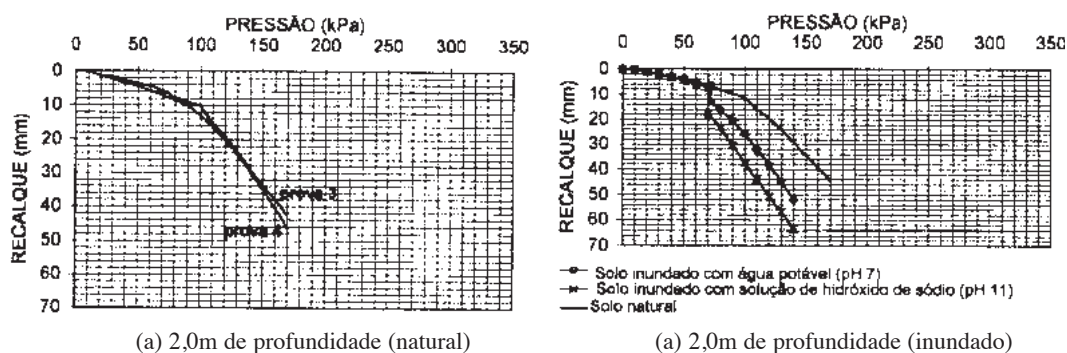 PRESSÃO (kPa)
0 50 100 150 200 250 300 350
RECALQUE (mm)
0
10
20
30
40
50
60
70
prova 3
prova 4
(a) 2,0m de profundidade (natural)
PRESSÃO (kPa)
0 50 100 150 200 250 300 350
RECALQUE (mm)
0
10
20
30
40
50
60
70
Solo inundado com água potável (pH 7)
Solo inundado com solução de hidróxido de sódio (pH 11)
Solo natural
(a) 2,0m de profundidade (inundado)